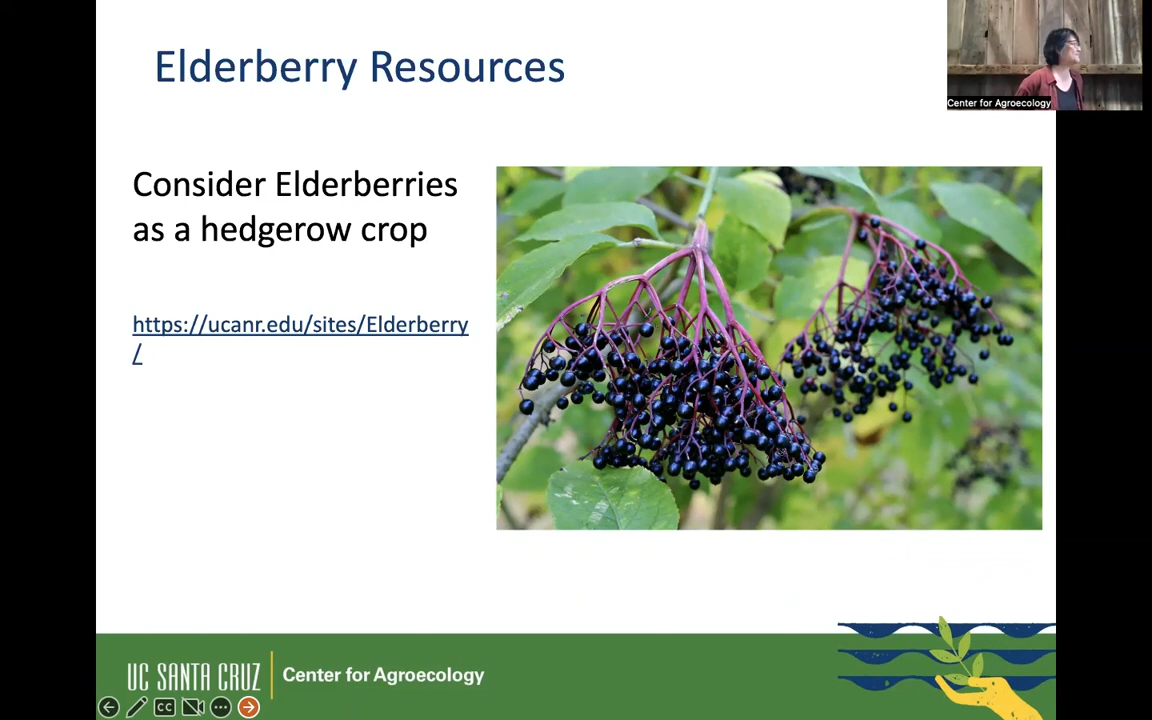 Elderberry Resources
Center for Agroecology
Consider Elderberries
as a hedgerow crop
https://ucanr.edu/sites/Elderberry
/
UC SANTA CRUZ
Center for Agroecology
CC